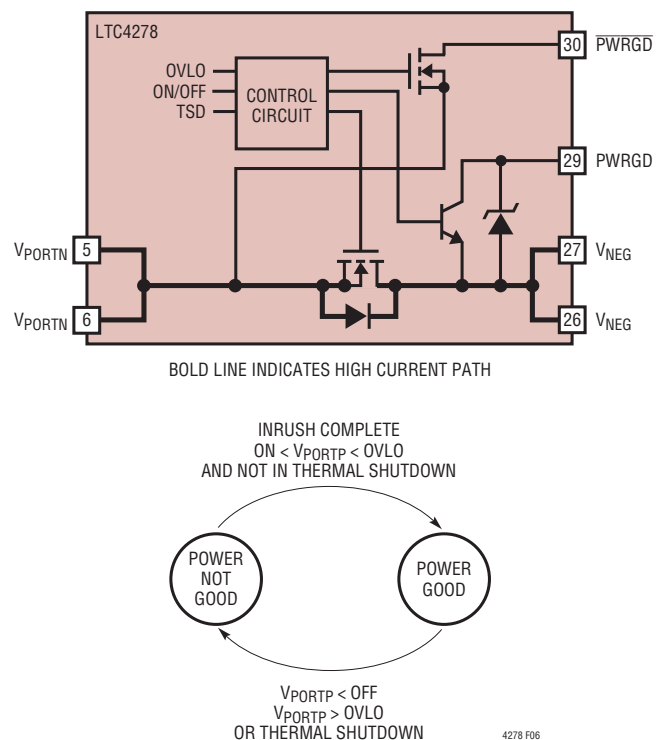 LTC4278
OVLO
ON/OFF
TSD
CONTROL
CIRCUIT
30 PWRGD
29 PWRGD
VPORTN 5
27 VNEG
VPORTN 6
26 VNEG
BOLD LINE INDICATES HIGH CURRENT PATH
INRUSH COMPLETE
ON < VPORTP < OVLO
AND NOT IN THERMAL SHUTDOWN
POWER
NOT
GOOD
POWER
GOOD
VPORTP < OFF
VPORTP > OVLO
OR THERMAL SHUTDOWN
4278 F06